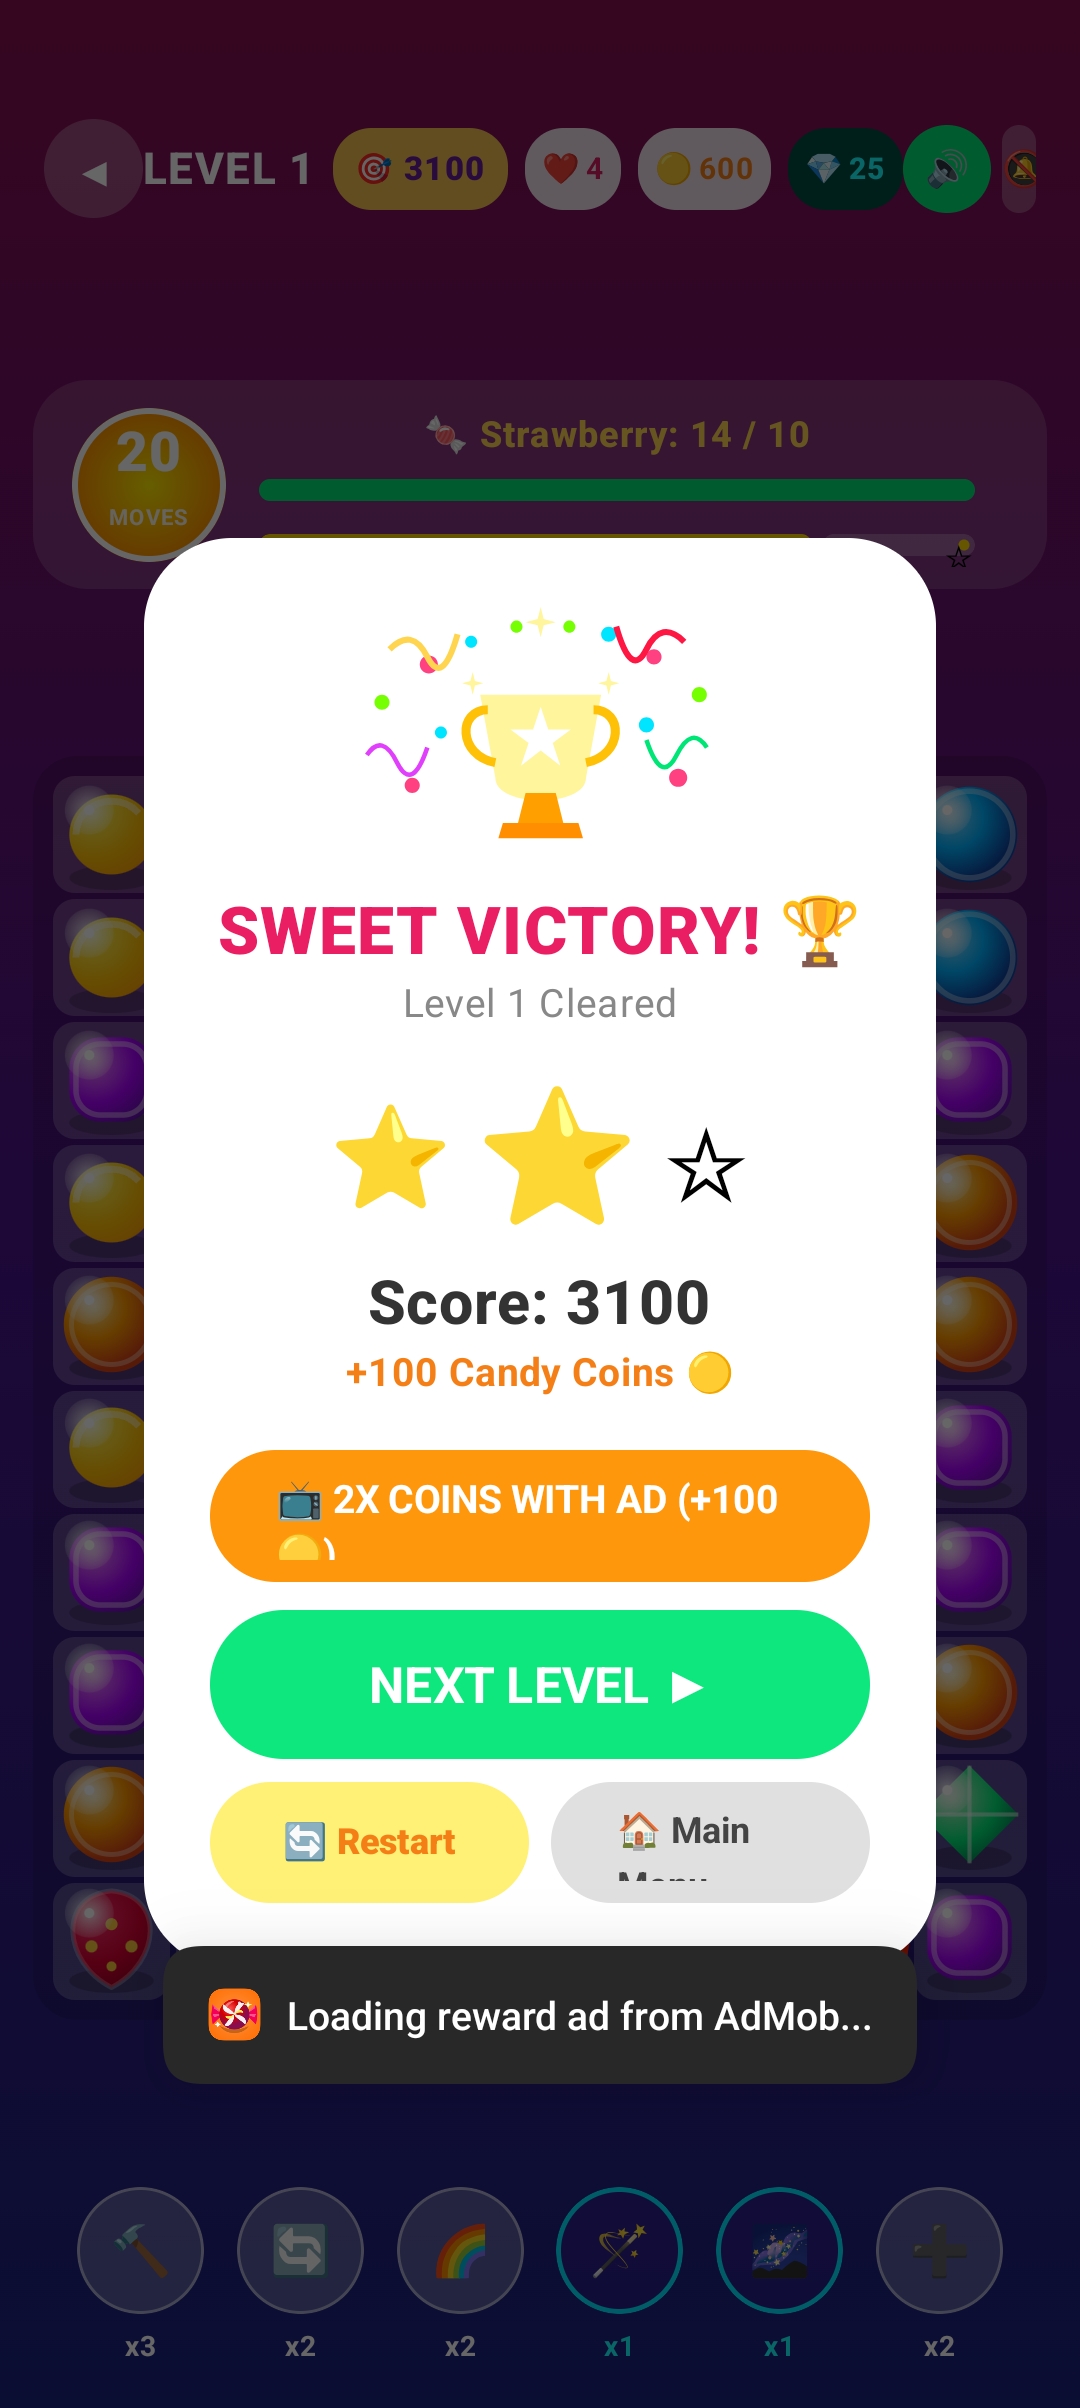 ◀ LEVEL 1 🎯 3100 ❤️ 4 🟡 600 💎 25 🔊 🔕
20
MOVES
🍬 Strawberry: 14 / 10
SWEET VICTORY! 🏆
Level 1 Cleared
Score: 3100
+100 Candy Coins 🟡
📺 2X COINS WITH AD (+100
🟡)
NEXT LEVEL ▶
🔄 Restart
🏠 Main
Menu
Loading reward ad from AdMob...
x3 x2 x2 x1 x1 x2